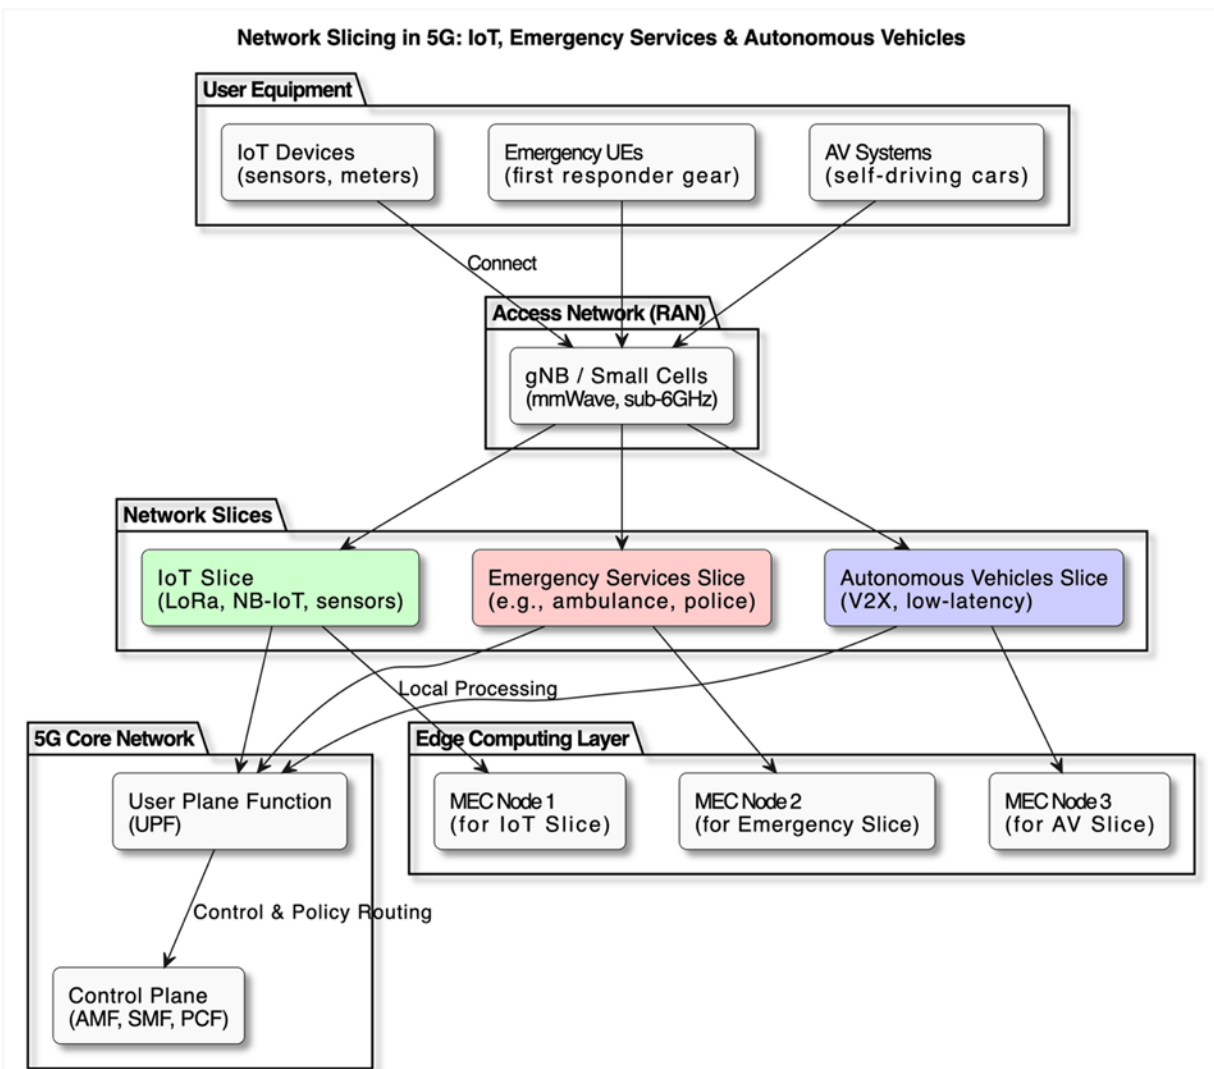 Network Slicing in 5G: IoT, Emergency Services & Autonomous Vehicles
User Equipment
IoT Devices
(sensors, meters)
Emergency UEs
(first responder gear)
AV Systems
(self-driving cars)
Connect
Access Network (RAN)
gNB / Small Cells
(mmWave, sub-6GHz)
Network Slices
IoT Slice
(LoRa, NB-IoT, sensors)
Emergency Services Slice
(e.g., ambulance, police)
Autonomous Vehicles Slice
(V2X, low-latency)
Local Processing
5G Core Network
User Plane Function
(UPF)
Edge Computing Layer
MEC Node 1
(for IoT Slice)
MEC Node 2
(for Emergency Slice)
MEC Node 3
(for AV Slice)
Control & Policy Routing
Control Plane
(AMF, SMF, PCF)